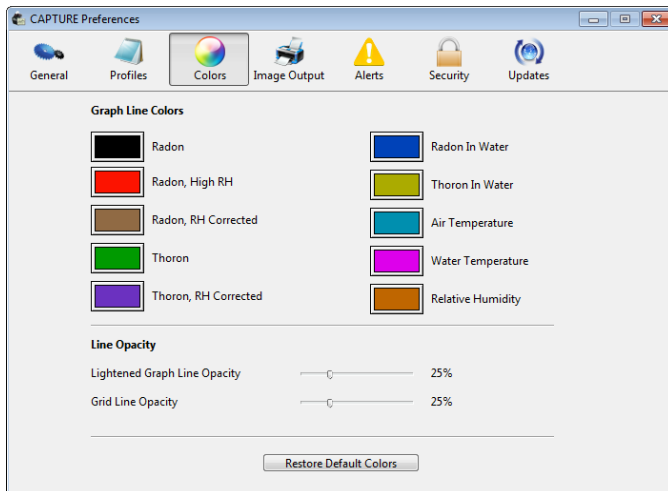 CAPTURE Preferences
General Profiles Colors Image Output Alerts Security Updates
Graph Line Colors
Radon Radon In Water
Radon, High RH Thoron In Water
Radon, RH Corrected Air Temperature
Thoron Water Temperature
Thoron, RH Corrected Relative Humidity
Line Opacity
Lightened Graph Line Opacity 25%
Grid Line Opacity 25%
Restore Default Colors